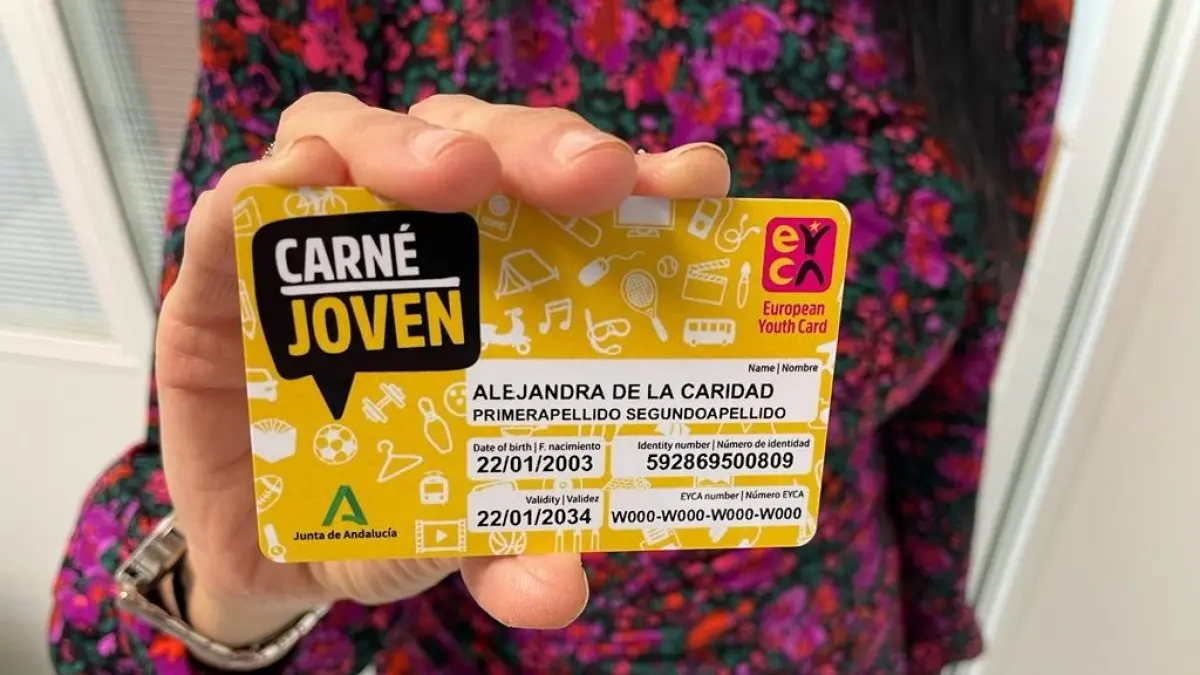 CARNÉ
JOVEN
eYCA
European
Youth Card
Name | Nombre
ALEJANDRA DE LA CARIDAD
PRIMERAPELLIDO SEGUNDOAPELLIDO
Date of birth | F. nacimiento
22/01/2003
Identity number | Número de identidad
592869500809
Validity | Validez
22/01/2034
EYCA number | Número EYCA
W000-W000-W000-W000
Junta de Andalucía